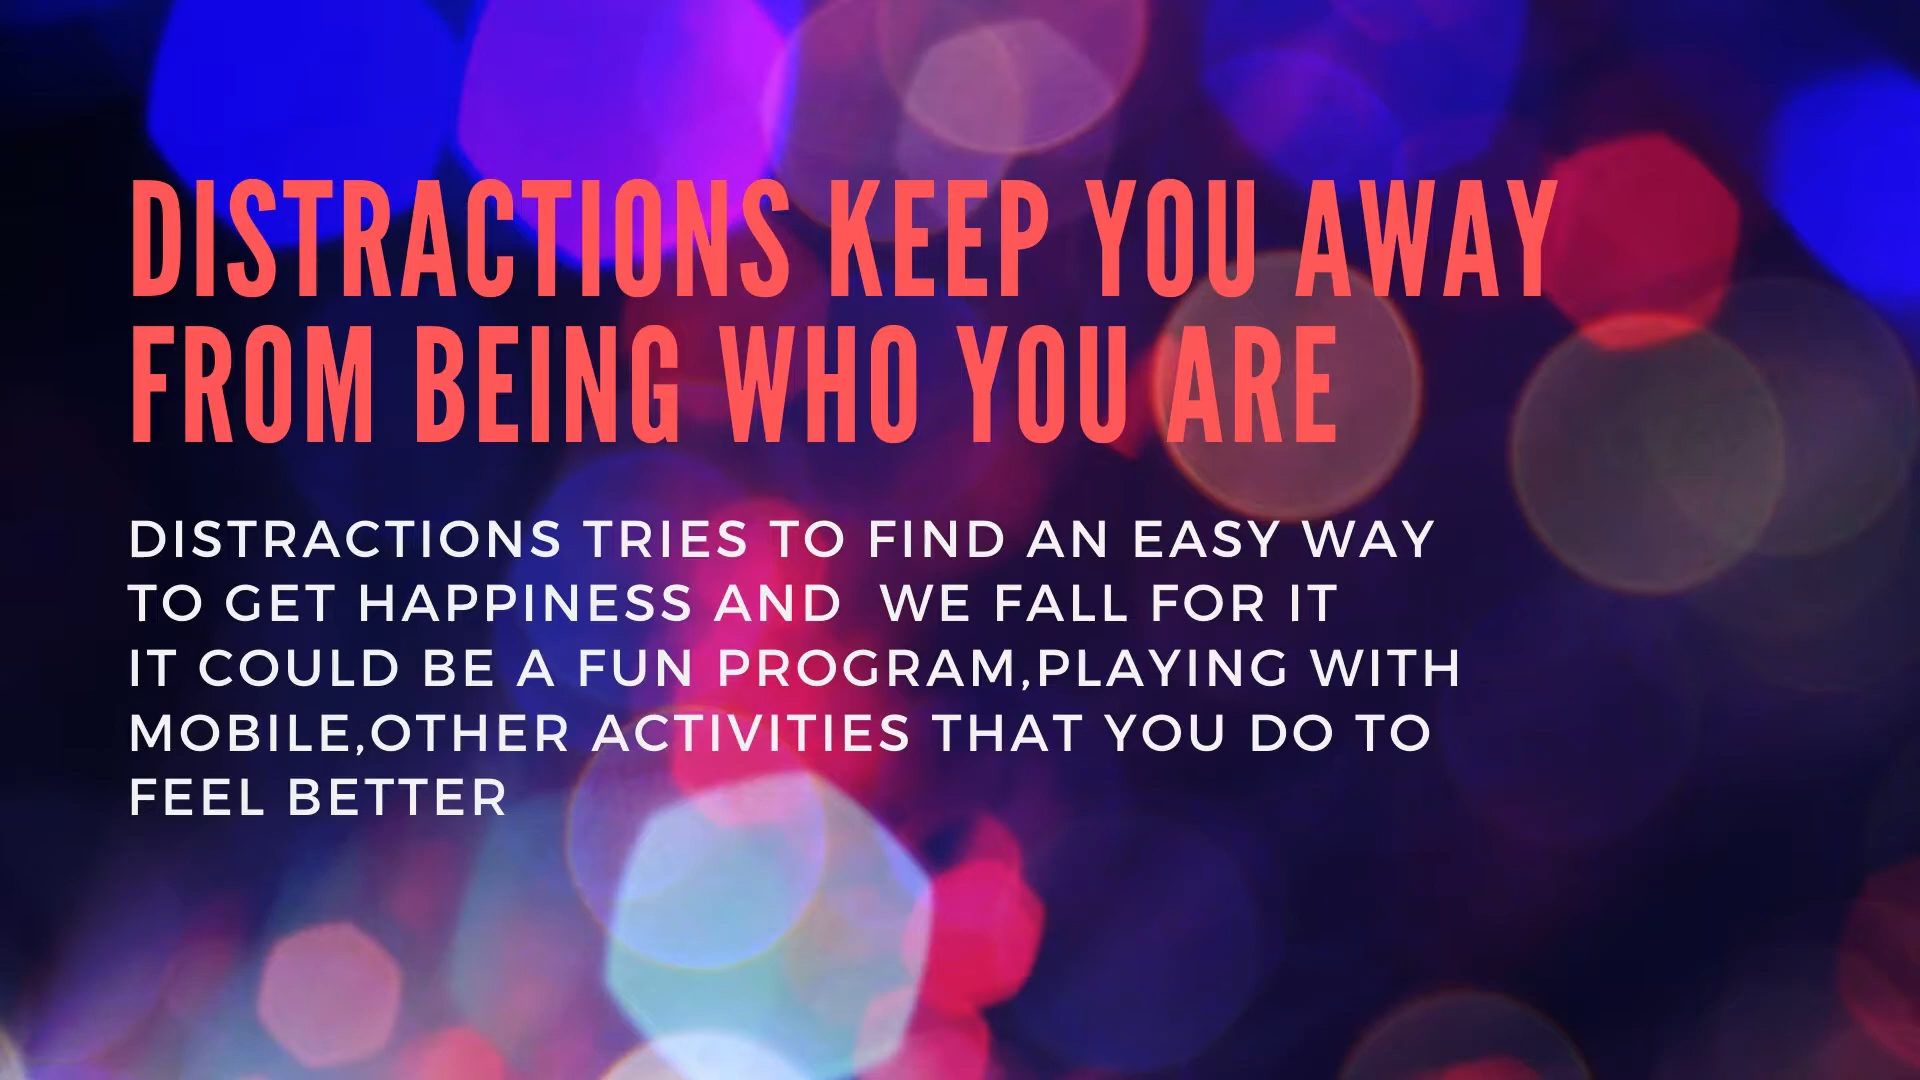 DISTRACTIONS KEEP YOU AWAY
FROM BEING WHO YOU ARE
DISTRACTIONS TRIES TO FIND AN EASY WAY
TO GET HAPPINESS AND  WE FALL FOR IT
IT COULD BE A FUN PROGRAM,PLAYING WITH
MOBILE,OTHER ACTIVITIES THAT YOU DO TO
FEEL BETTER